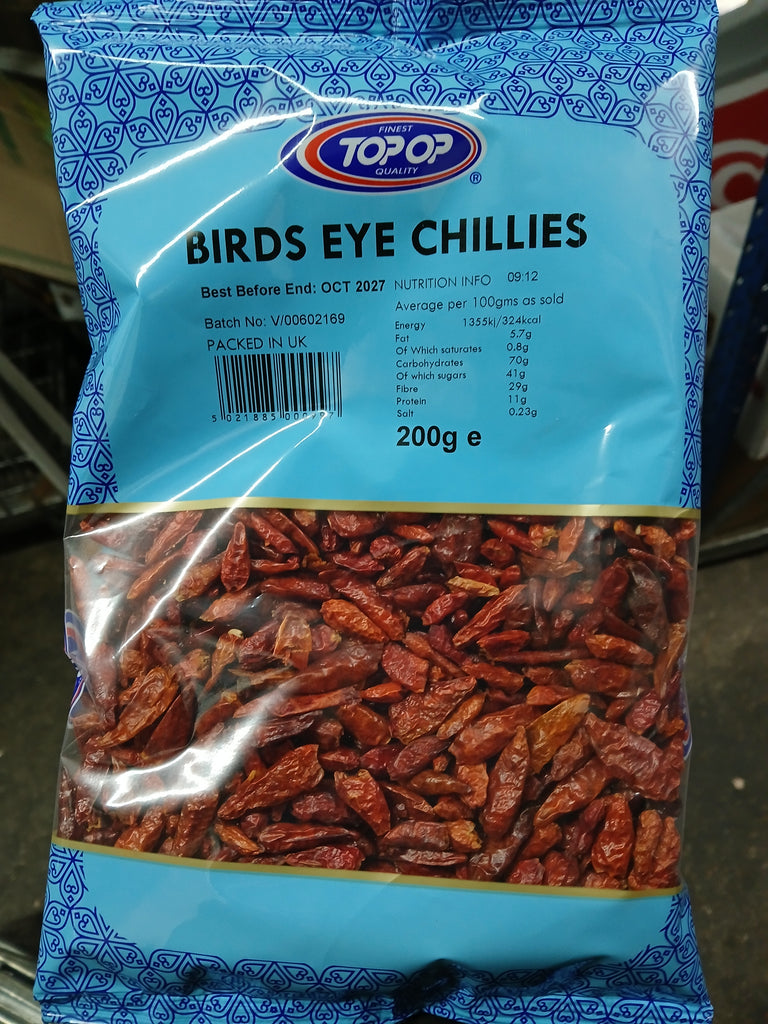 FINEST
TOP OP
QUALITY
®
BIRDS EYE CHILLIES
Best Before End: OCT 2027
Batch No: V/00602169
PACKED IN UK
NUTRITION INFO 09:12
Average per 100gms as sold
Energy 1355kj/324kcal
Fat 5.7g
Of Which saturates 0.8g
Carbohydrates 70g
Of which sugars 41g
Fibre 29g
Protein 11g
Salt 0.23g
200g e
5 021885